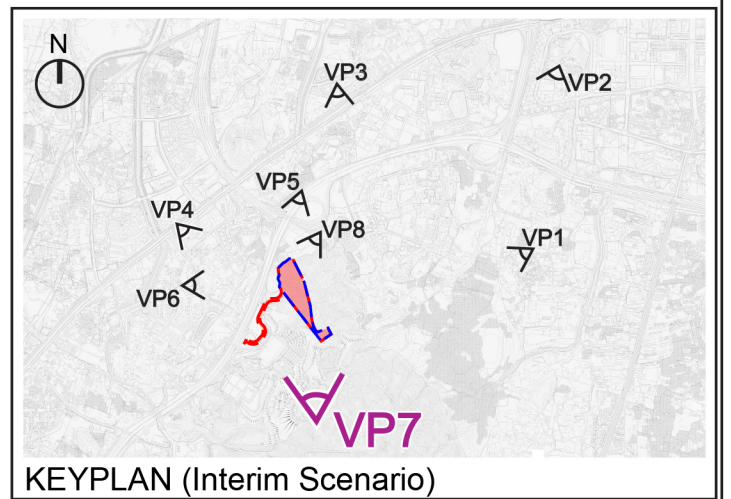 N
VP3
VP2
VP5
VP4
VP8
VP1
VP6
VP7
KEYPLAN (Interim Scenario)